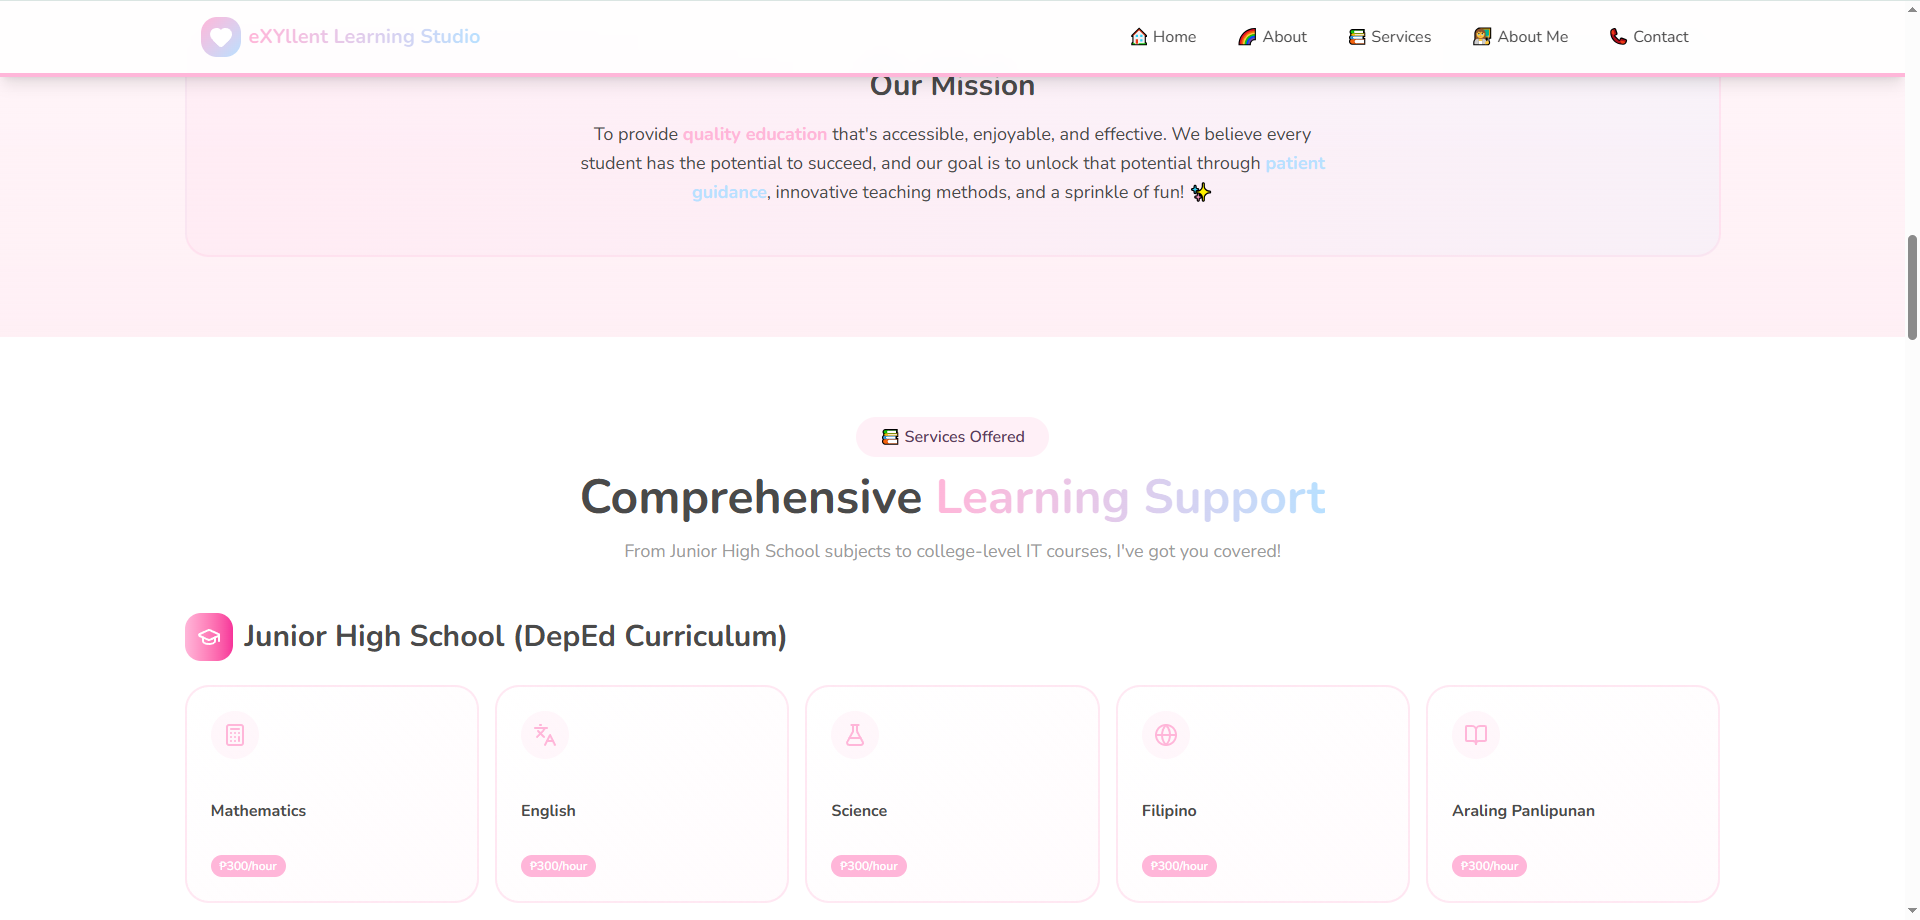 eXYllent Learning Studio
Home
About
Services
About Me
Contact
Our Mission
To provide quality education that's accessible, enjoyable, and effective. We believe every
student has the potential to succeed, and our goal is to unlock that potential through patient
guidance, innovative teaching methods, and a sprinkle of fun! ✨
Services Offered
Comprehensive Learning Support
From Junior High School subjects to college-level IT courses, I've got you covered!
Junior High School (DepEd Curriculum)
Mathematics
₱300/hour
English
₱300/hour
Science
₱300/hour
Filipino
₱300/hour
Araling Panlipunan
₱300/hour